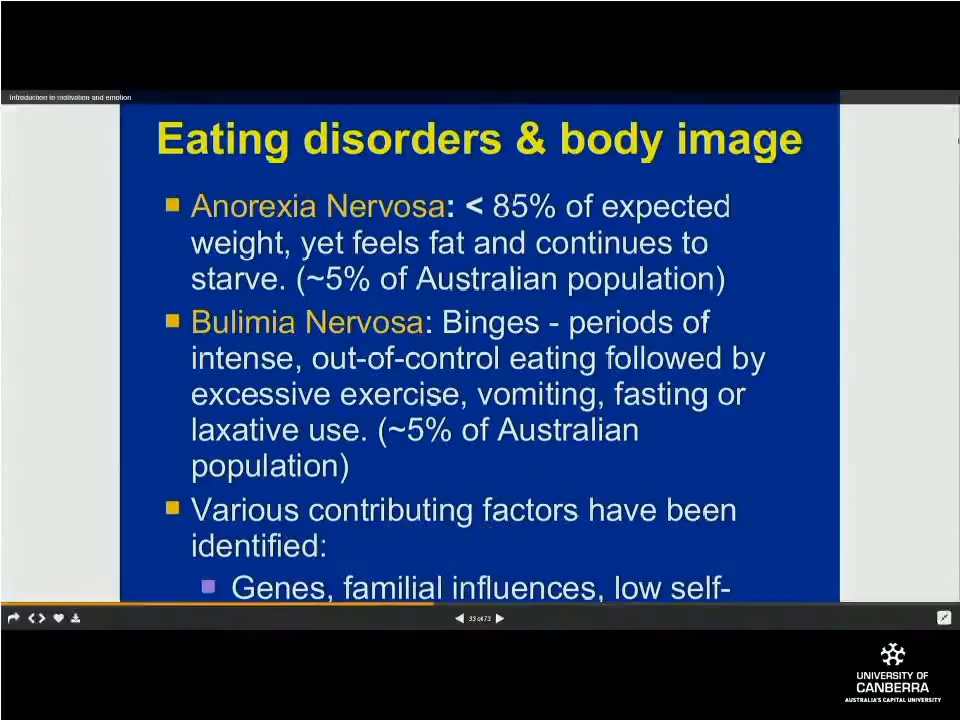 Introduction to motivation and emotion
Eating disorders & body image
Anorexia Nervosa: < 85% of expected
weight, yet feels fat and continues to
starve. (~5% of Australian population)
Bulimia Nervosa: Binges - periods of
intense, out-of-control eating followed by
excessive exercise, vomiting, fasting or
laxative use. (~5% of Australian
population)
Various contributing factors have been
identified:
Genes, familial influences, low self-
33 of 73
UNIVERSITY OF
CANBERRA
AUSTRALIA'S CAPITAL UNIVERSITY